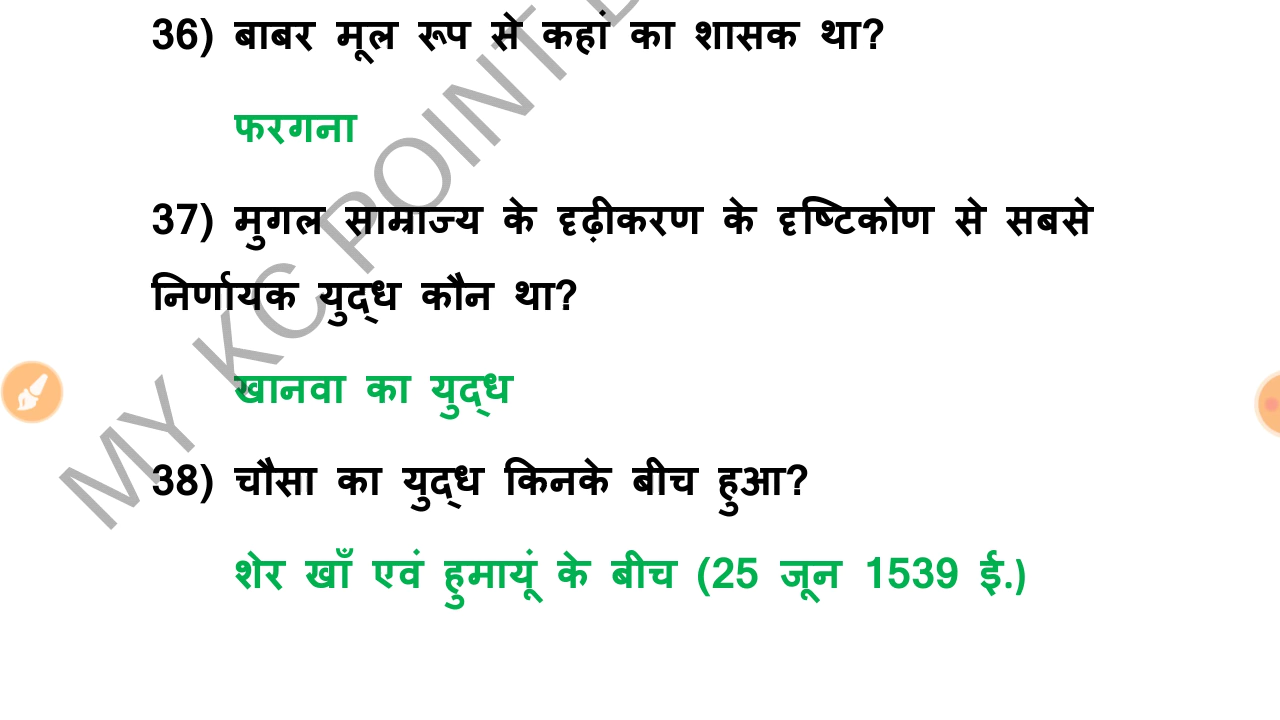 36) बाबर मूल रूप से कहां का शासक था?
फरगना
37) मुगल साम्राज्य के दृढ़ीकरण के दृष्टिकोण से सबसे
निर्णायक युद्ध कौन था?
खानवा का युद्ध
38) चौसा का युद्ध किनके बीच हुआ?
शेर खाँ एवं हुमायूं के बीच (25 जून 1539 ई.)
MY KC POINT